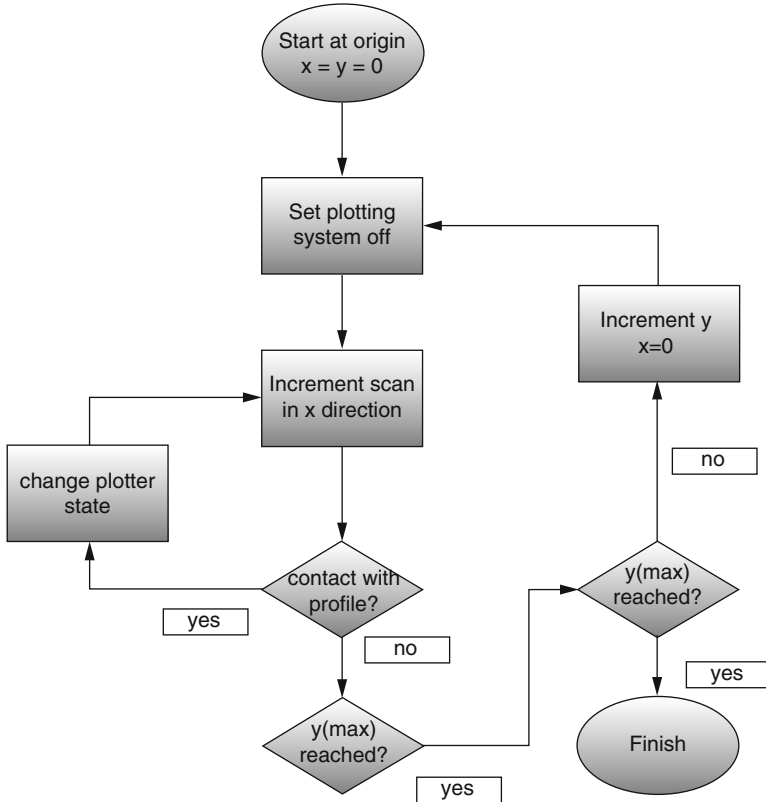 Start at origin
x = y = 0
Set plotting
system off
Increment scan
in x direction
change plotter
state
contact with
profile?
yes
no
y(max)
reached?
yes
y(max)
reached?
no
Increment y
x=0
yes
Finish